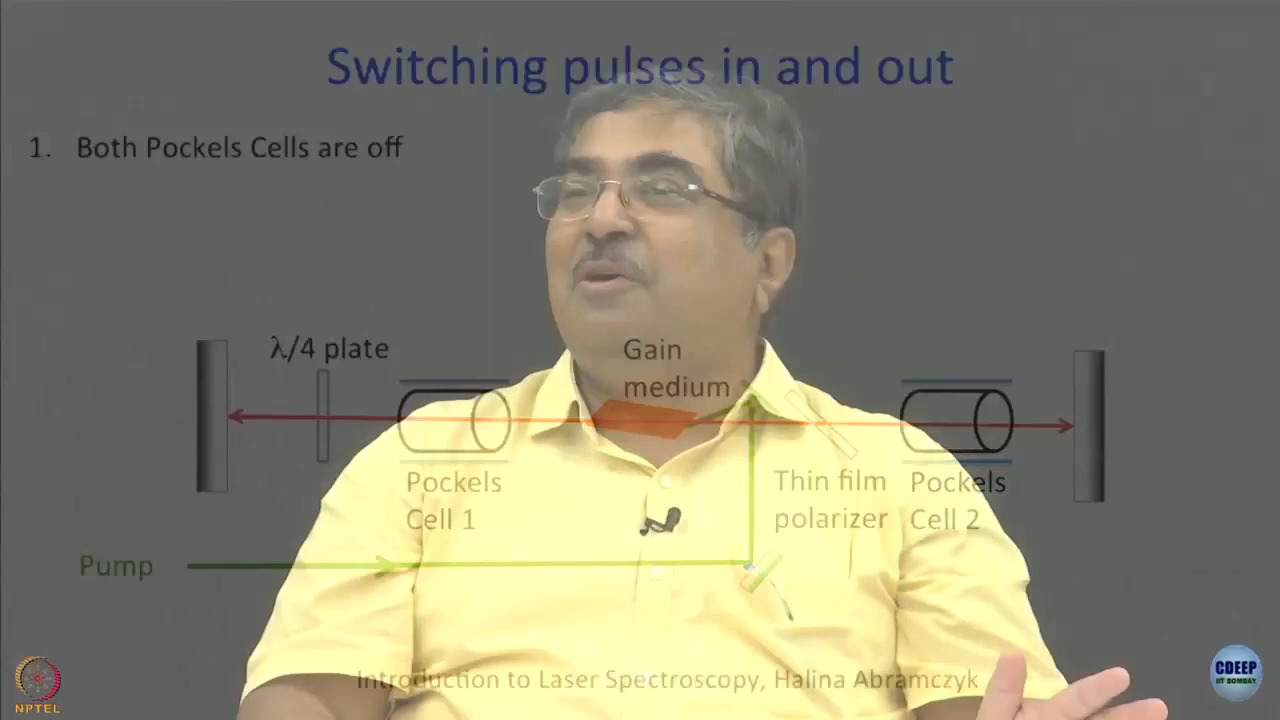 Switching pulses in and out
1. Both Pockels Cells are off
λ/4 plate
Gain
medium
Pockels
Cell 1
Thin film
polarizer
Pockels
Cell 2
Pump
Introduction to Laser Spectroscopy, Halina Abramczyk
NPTEL
CDEEP
IIT BOMBAY